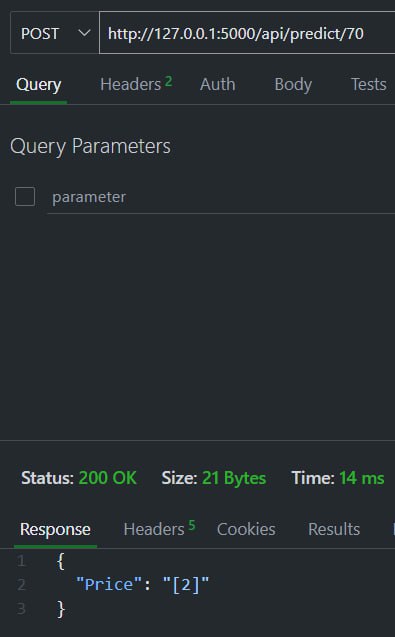 POST http://127.0.0.1:5000/api/predict/70
Query Headers 2 Auth Body Tests
Query Parameters
parameter
Status: 200 OK Size: 21 Bytes Time: 14 ms
Response Headers 5 Cookies Results
1 {
2 "Price": "[2]"
3 }